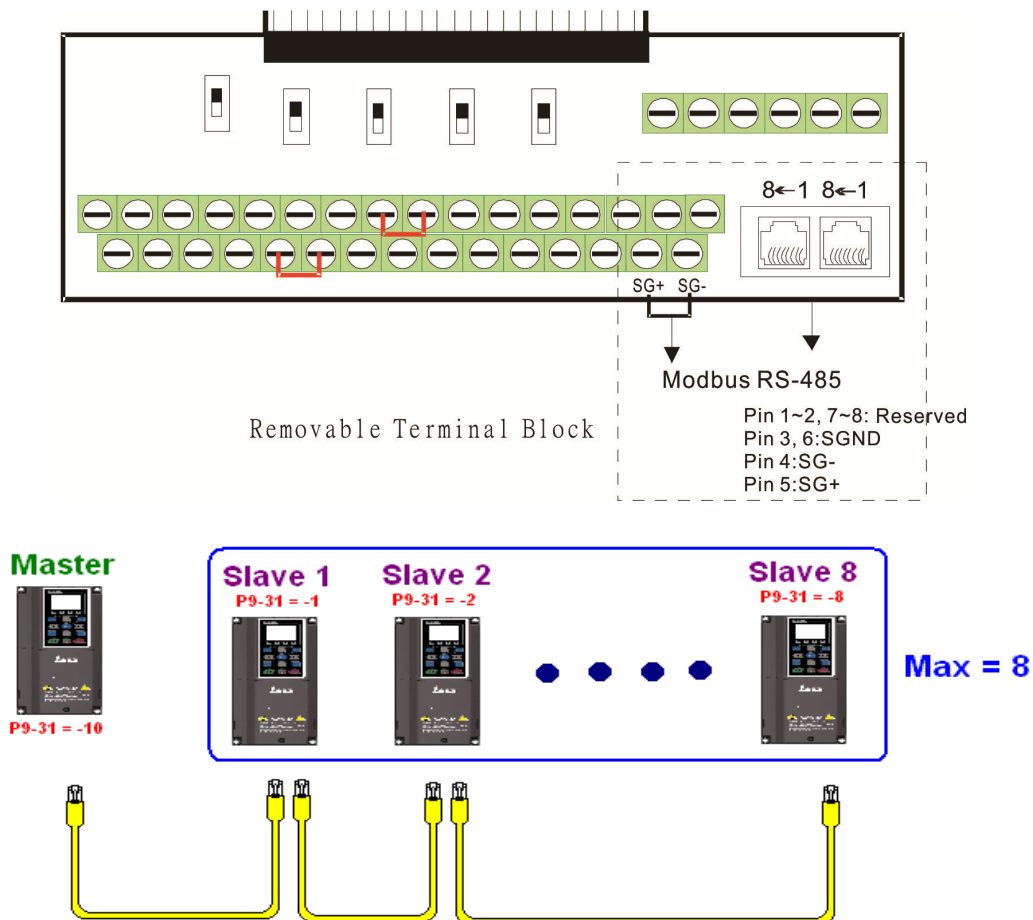 8←1 8←1
SG+ SG-
Modbus RS-485
Removable Terminal Block
Pin 1~2, 7~8: Reserved
Pin 3, 6:SGND
Pin 4:SG-
Pin 5:SG+
Master
Slave 1
Slave 2
Slave 8
P9-31 = -1
P9-31 = -2
P9-31 = -8
Max = 8
P9-31 = -10